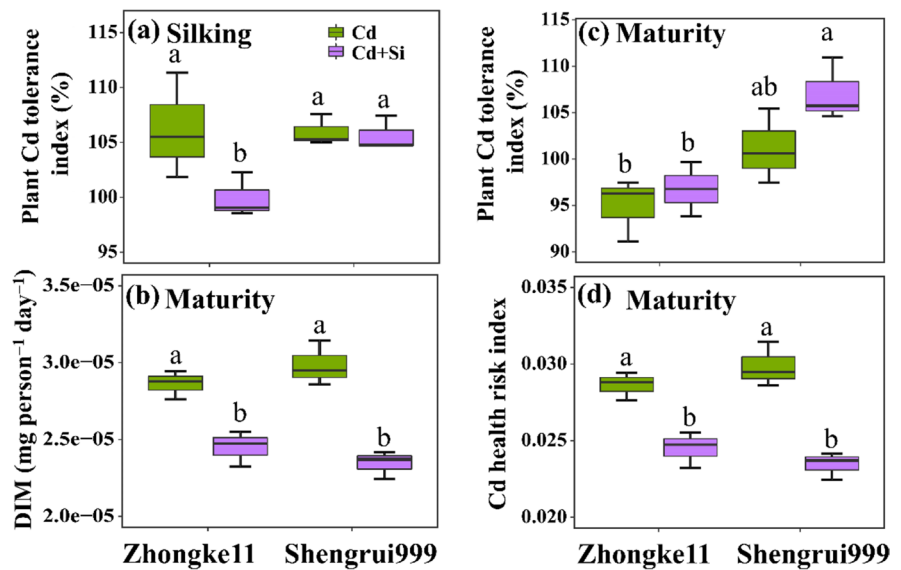 (a) Silking
Cd
Cd+Si
Plant Cd tolerance
index (%)
115
110
105
100
95
a
b
a
a
(c) Maturity
Plant Cd tolerance
index (%)
115
110
105
100
95
90
b
b
ab
a
(b) Maturity
DIM (mg person⁻¹ day⁻¹)
3.5e−05
3.0e−05
2.5e−05
2.0e−05
a
b
a
b
Zhongke11 Shengrui999
(d) Maturity
Cd health risk index
0.035
0.030
0.025
0.020
a
b
a
b
Zhongke11 Shengrui999